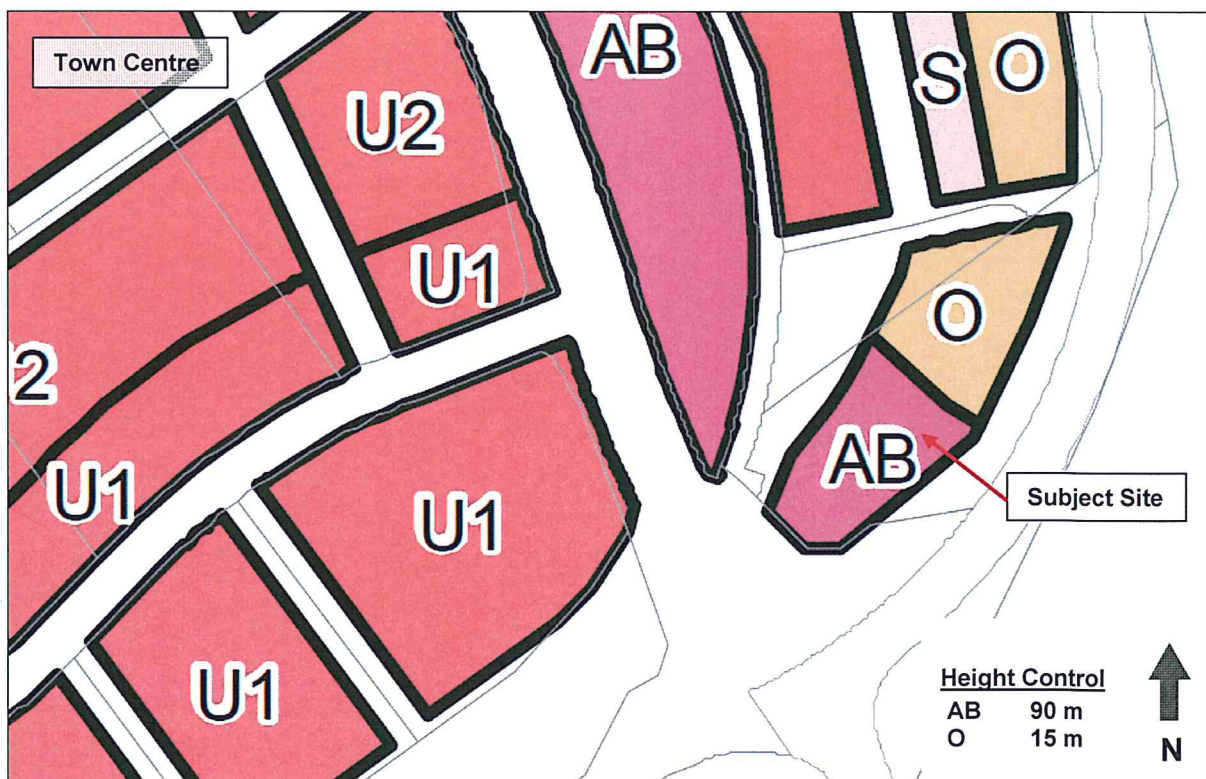 Town Centre
AB
S
O
U2
U1
O
2
U1
AB
U1
Subject Site
U1
Height Control
AB 90 m
O 15 m
N